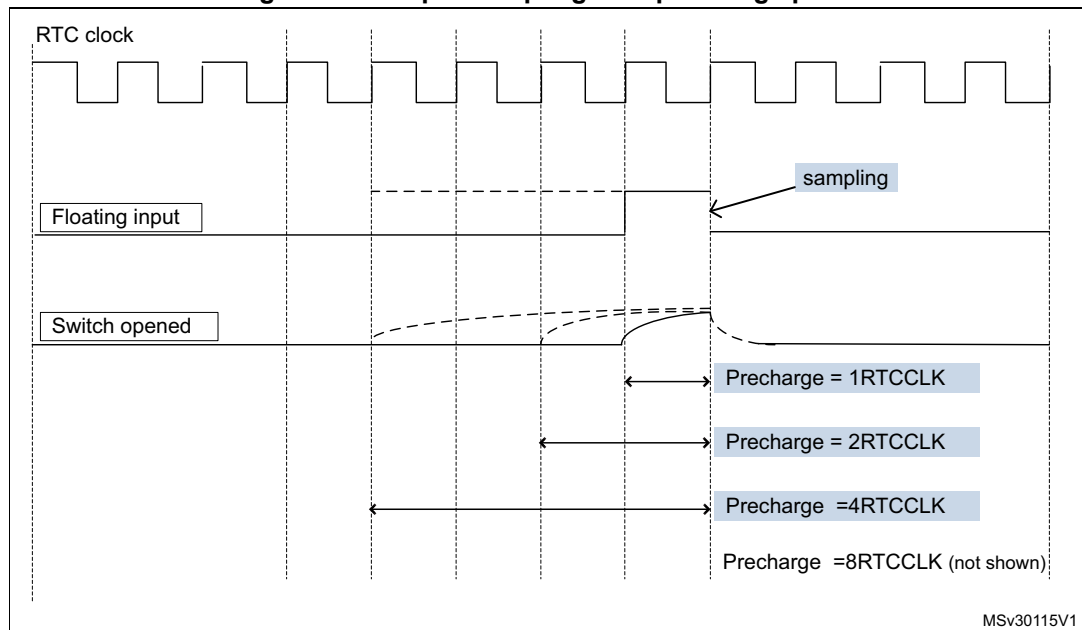 RTC clock
sampling
Floating input
Switch opened
Precharge = 1RTCCLK
Precharge = 2RTCCLK
Precharge =4RTCCLK
Precharge =8RTCCLK (not shown)
MSv30115V1